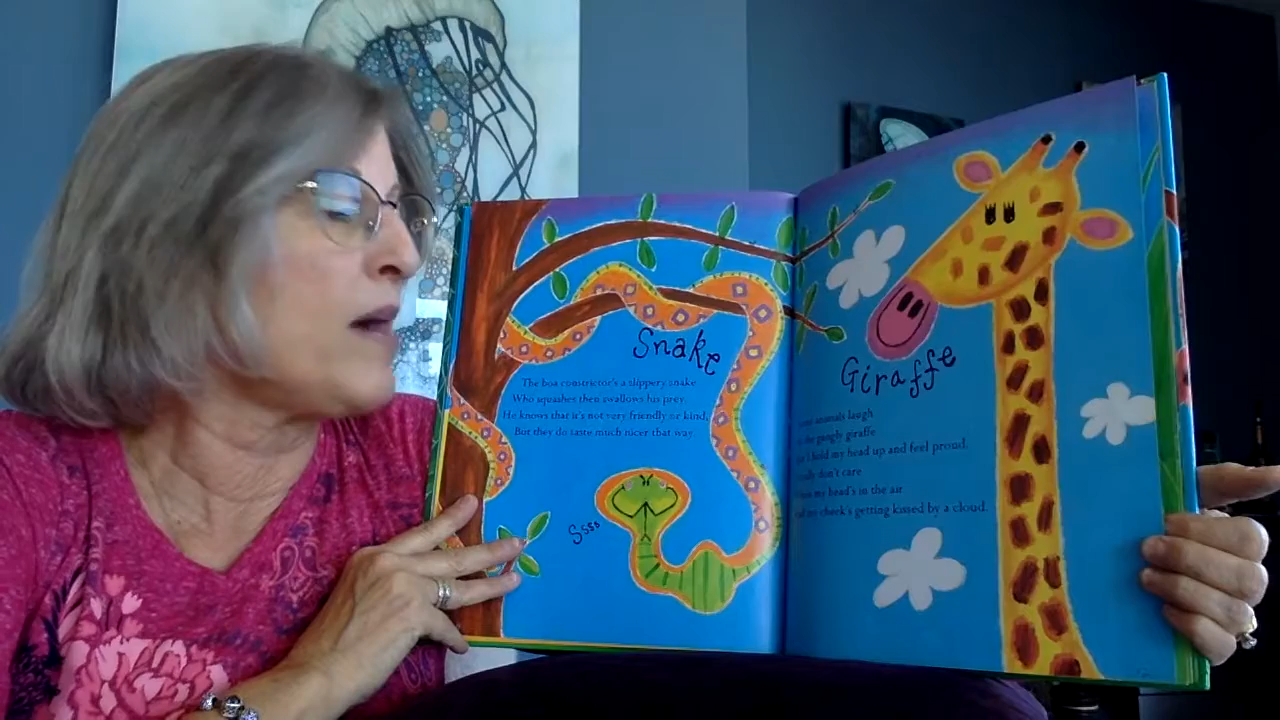 Snake
The boa constrictor's a slippery snake
Who squashes then swallows his prey.
He knows that it's not very friendly or kind,
But they do taste much nicer that way.
Ssss
Giraffe
animals laugh
the gangly giraffe
I hold my head up and feel proud.
really don't care
my head's in the air
my cheek's getting kissed by a cloud.